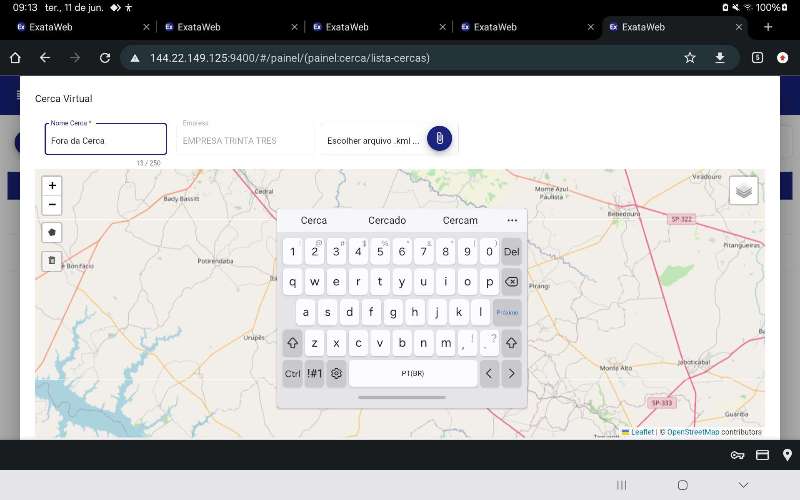 09:13 ter., 11 de jun. 100%
ExataWeb
ExataWeb
ExataWeb
ExataWeb
ExataWeb
144.22.149.125:9400/#/painel/(painel:cerca/lista-cercas)
5
Cerca Virtual
Nome Cerca *
Fora da Cerca
13 / 250
Empresa
EMPRESA TRINTA TRES
Escolher arquivo .kml ...
+
−
Viradouro
Cedral
Bady Bassitt
Monte Azul Paulista
Bebedouro
SP-322
Pitangueiras
e Bonifácio
Potirendaba
Pirangi
Urupês
Monte Alto
Jaboticabal
SP-333
Guariba
Cerca Cercado Cercam ...
1 2 3 4 5 6 7 8 9 0 Del
q w e r t y u i o p
a s d f g h j k l Próximo
z x c v b n m , ! . ?
Ctrl !#1 PT(BR) < >
Leaflet | © OpenStreetMap contributors